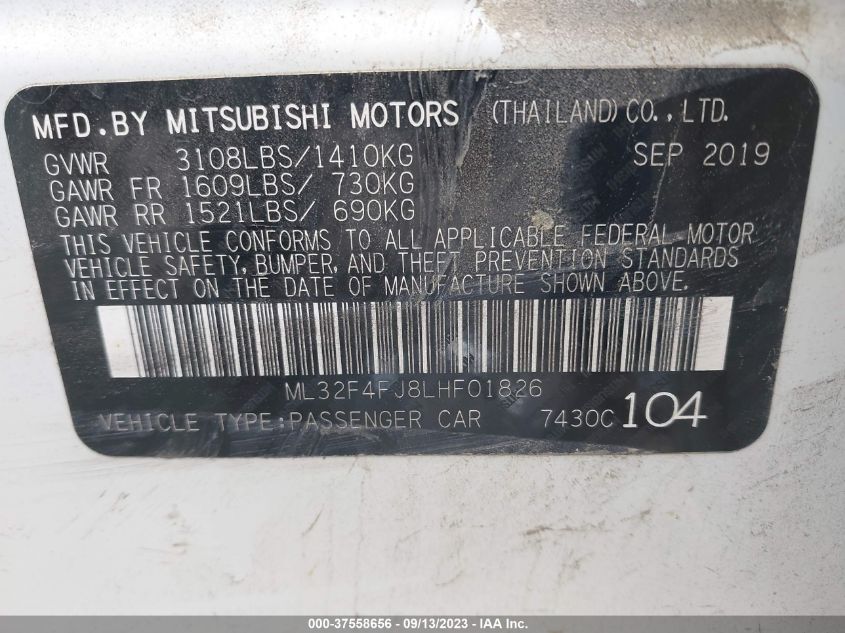 MFD.BY MITSUBISHI MOTORS (THAILAND) CO., LTD.
GVWR 3108LBS/1410KG SEP 2019
GAWR FR 1609LBS/ 730KG
GAWR RR 1521LBS/ 690KG
THIS VEHICLE CONFORMS TO ALL APPLICABLE FEDERAL MOTOR
VEHICLE SAFETY, BUMPER, AND THEFT PREVENTION STANDARDS
IN EFFECT ON THE DATE OF MANUFACTURE SHOWN ABOVE.
ML32F4FJ8LHF01826
VEHICLE TYPE:PASSENGER CAR 7430C 104
000-37558656 - 09/13/2023 - IAA Inc.